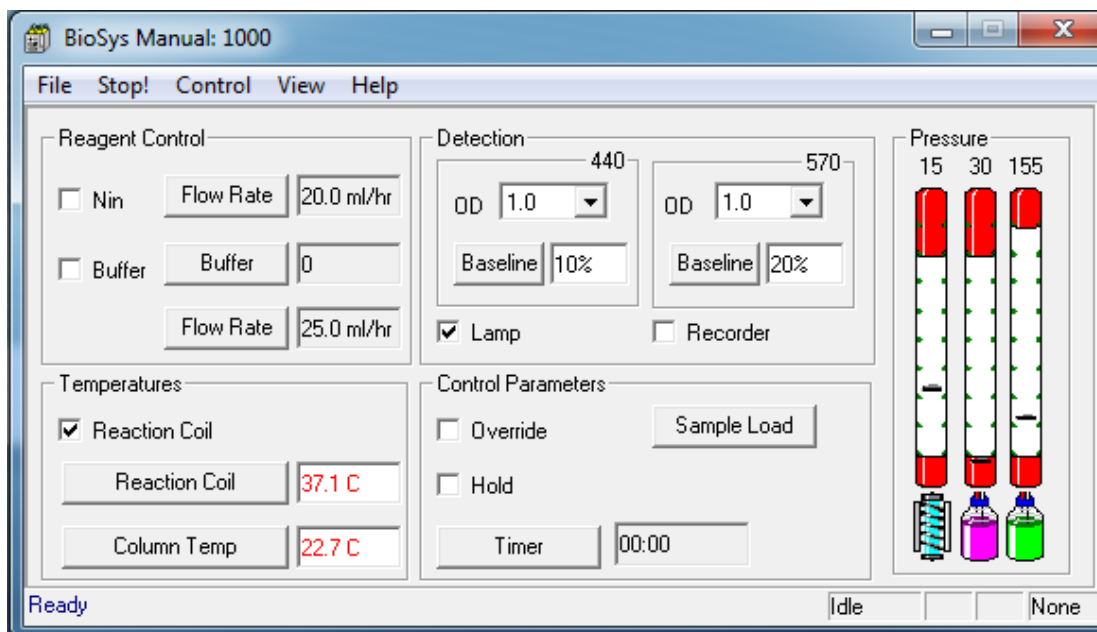 BioSys Manual: 1000
File Stop! Control View Help
Reagent Control
Nin Flow Rate 20.0 ml/hr
Buffer Buffer 0
Flow Rate 25.0 ml/hr
Detection
440
OD 1.0
Baseline 10%
570
OD 1.0
Baseline 20%
Lamp Recorder
Pressure
15 30 155
Temperatures
Reaction Coil
Reaction Coil 37.1 C
Column Temp 22.7 C
Control Parameters
Override Sample Load
Hold
Timer 00:00
Ready Idle None